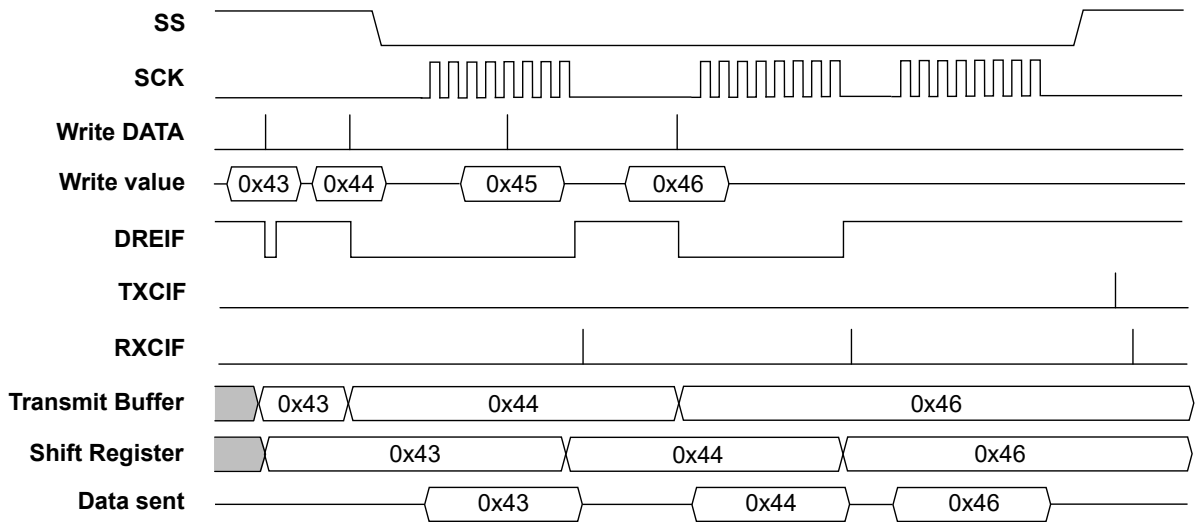 SS
SCK
Write DATA
Write value 0x43 0x44 0x45 0x46
DREIF
TXCIF
RXCIF
Transmit Buffer 0x43 0x44 0x46
Shift Register 0x43 0x44 0x46
Data sent 0x43 0x44 0x46